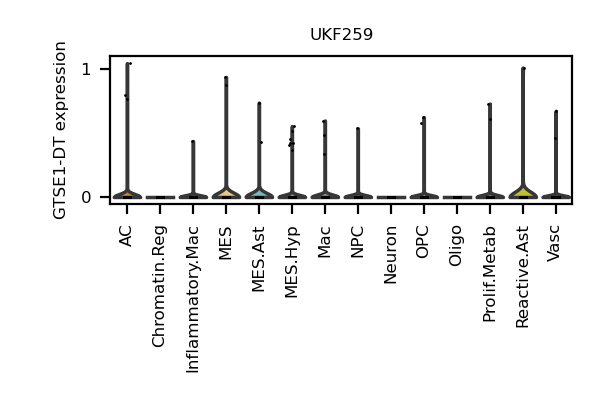 UKF259
GTSE1-DT expression
1
0
AC
Chromatin.Reg
Inflammatory.Mac
MES
MES.Ast
MES.Hyp
Mac
NPC
Neuron
OPC
Oligo
Prolif.Metab
Reactive.Ast
Vasc